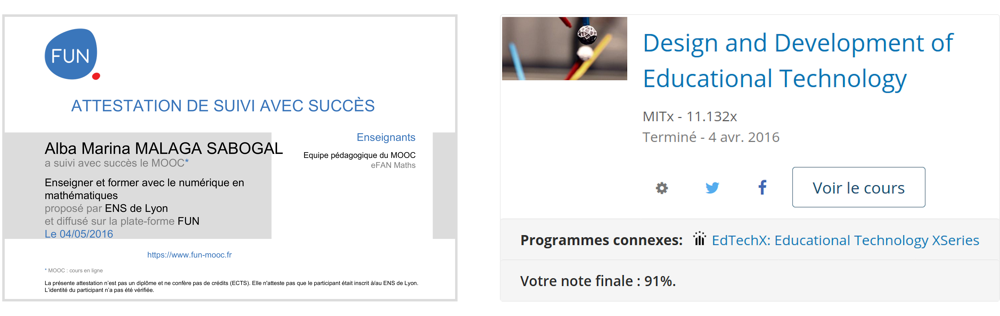 FUN
ATTESTATION DE SUIVI AVEC SUCCÈS
Alba Marina MALAGA SABOGAL
a suivi avec succès le MOOC*
Enseigner et former avec le numérique en
mathématiques
proposé par ENS de Lyon
et diffusé sur la plate-forme FUN
Le 04/05/2016
Enseignants
Equipe pédagogique du MOOC
eFAN Maths
https://www.fun-mooc.fr
* MOOC : cours en ligne
La présente attestation n’est pas un diplôme et ne confère pas de crédits (ECTS). Elle n'atteste pas que le participant était inscrit à/au ENS de Lyon.
L’identité du participant n’a pas été vérifiée.
Design and Development of
Educational Technology
MITx - 11.132x
Terminé - 4 avr. 2016
Voir le cours
Programmes connexes: EdTechX: Educational Technology XSeries
Votre note finale : 91%.